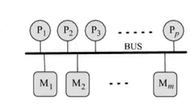 P1 P2 P3 ...... Pp
BUS
M1 M2 ... Mm